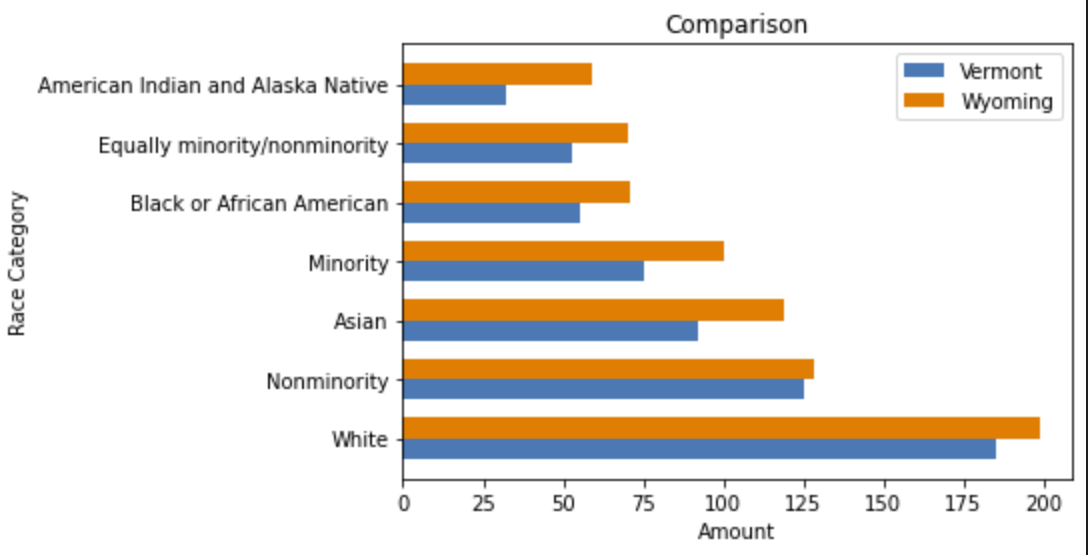 Comparison
Vermont
Wyoming
Race Category
American Indian and Alaska Native
Equally minority/nonminority
Black or African American
Minority
Asian
Nonminority
White
0 25 50 75 100 125 150 175 200
Amount